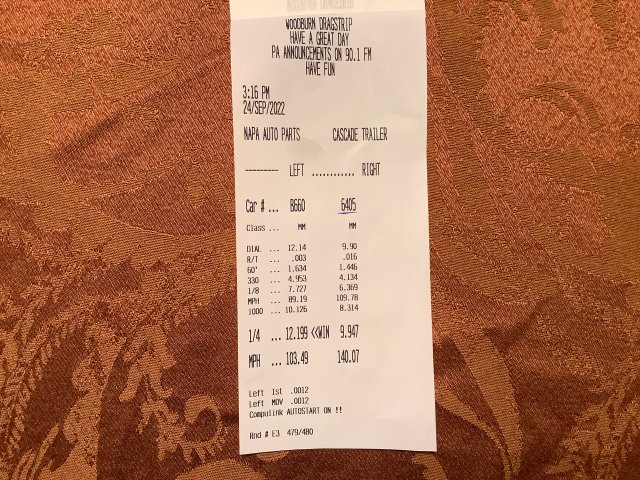 WOODBURN DRAGSTRIP
HAVE A GREAT DAY
PA ANNOUNCEMENTS ON 90.1 FM
HAVE FUN
3:16 PM
24/SEP/2022
NAPA AUTO PARTS CASCADE TRAILER
---------- LEFT ............ RIGHT
Car # ... B660 6405
Class ... MM MM
DIAL ... 12.14 9.90
R/T ... .003 .016
60' ... 1.634 1.446
330 ... 4.953 4.134
1/8 ... 7.727 6.369
MPH ... 89.19 109.78
1000 ... 10.126 8.314
1/4 ... 12.199 <<WIN 9.947
MPH ... 103.49 140.07
Left 1st .0012
Left MOV .0012
Compulink AUTOSTART ON !!
Rnd # E3 479/480